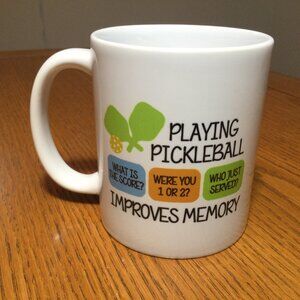 PLAYING
PICKLEBALL
WHAT IS
THE SCORE?
WERE YOU
1 OR 2?
WHO JUST
SERVED?
IMPROVES MEMORY